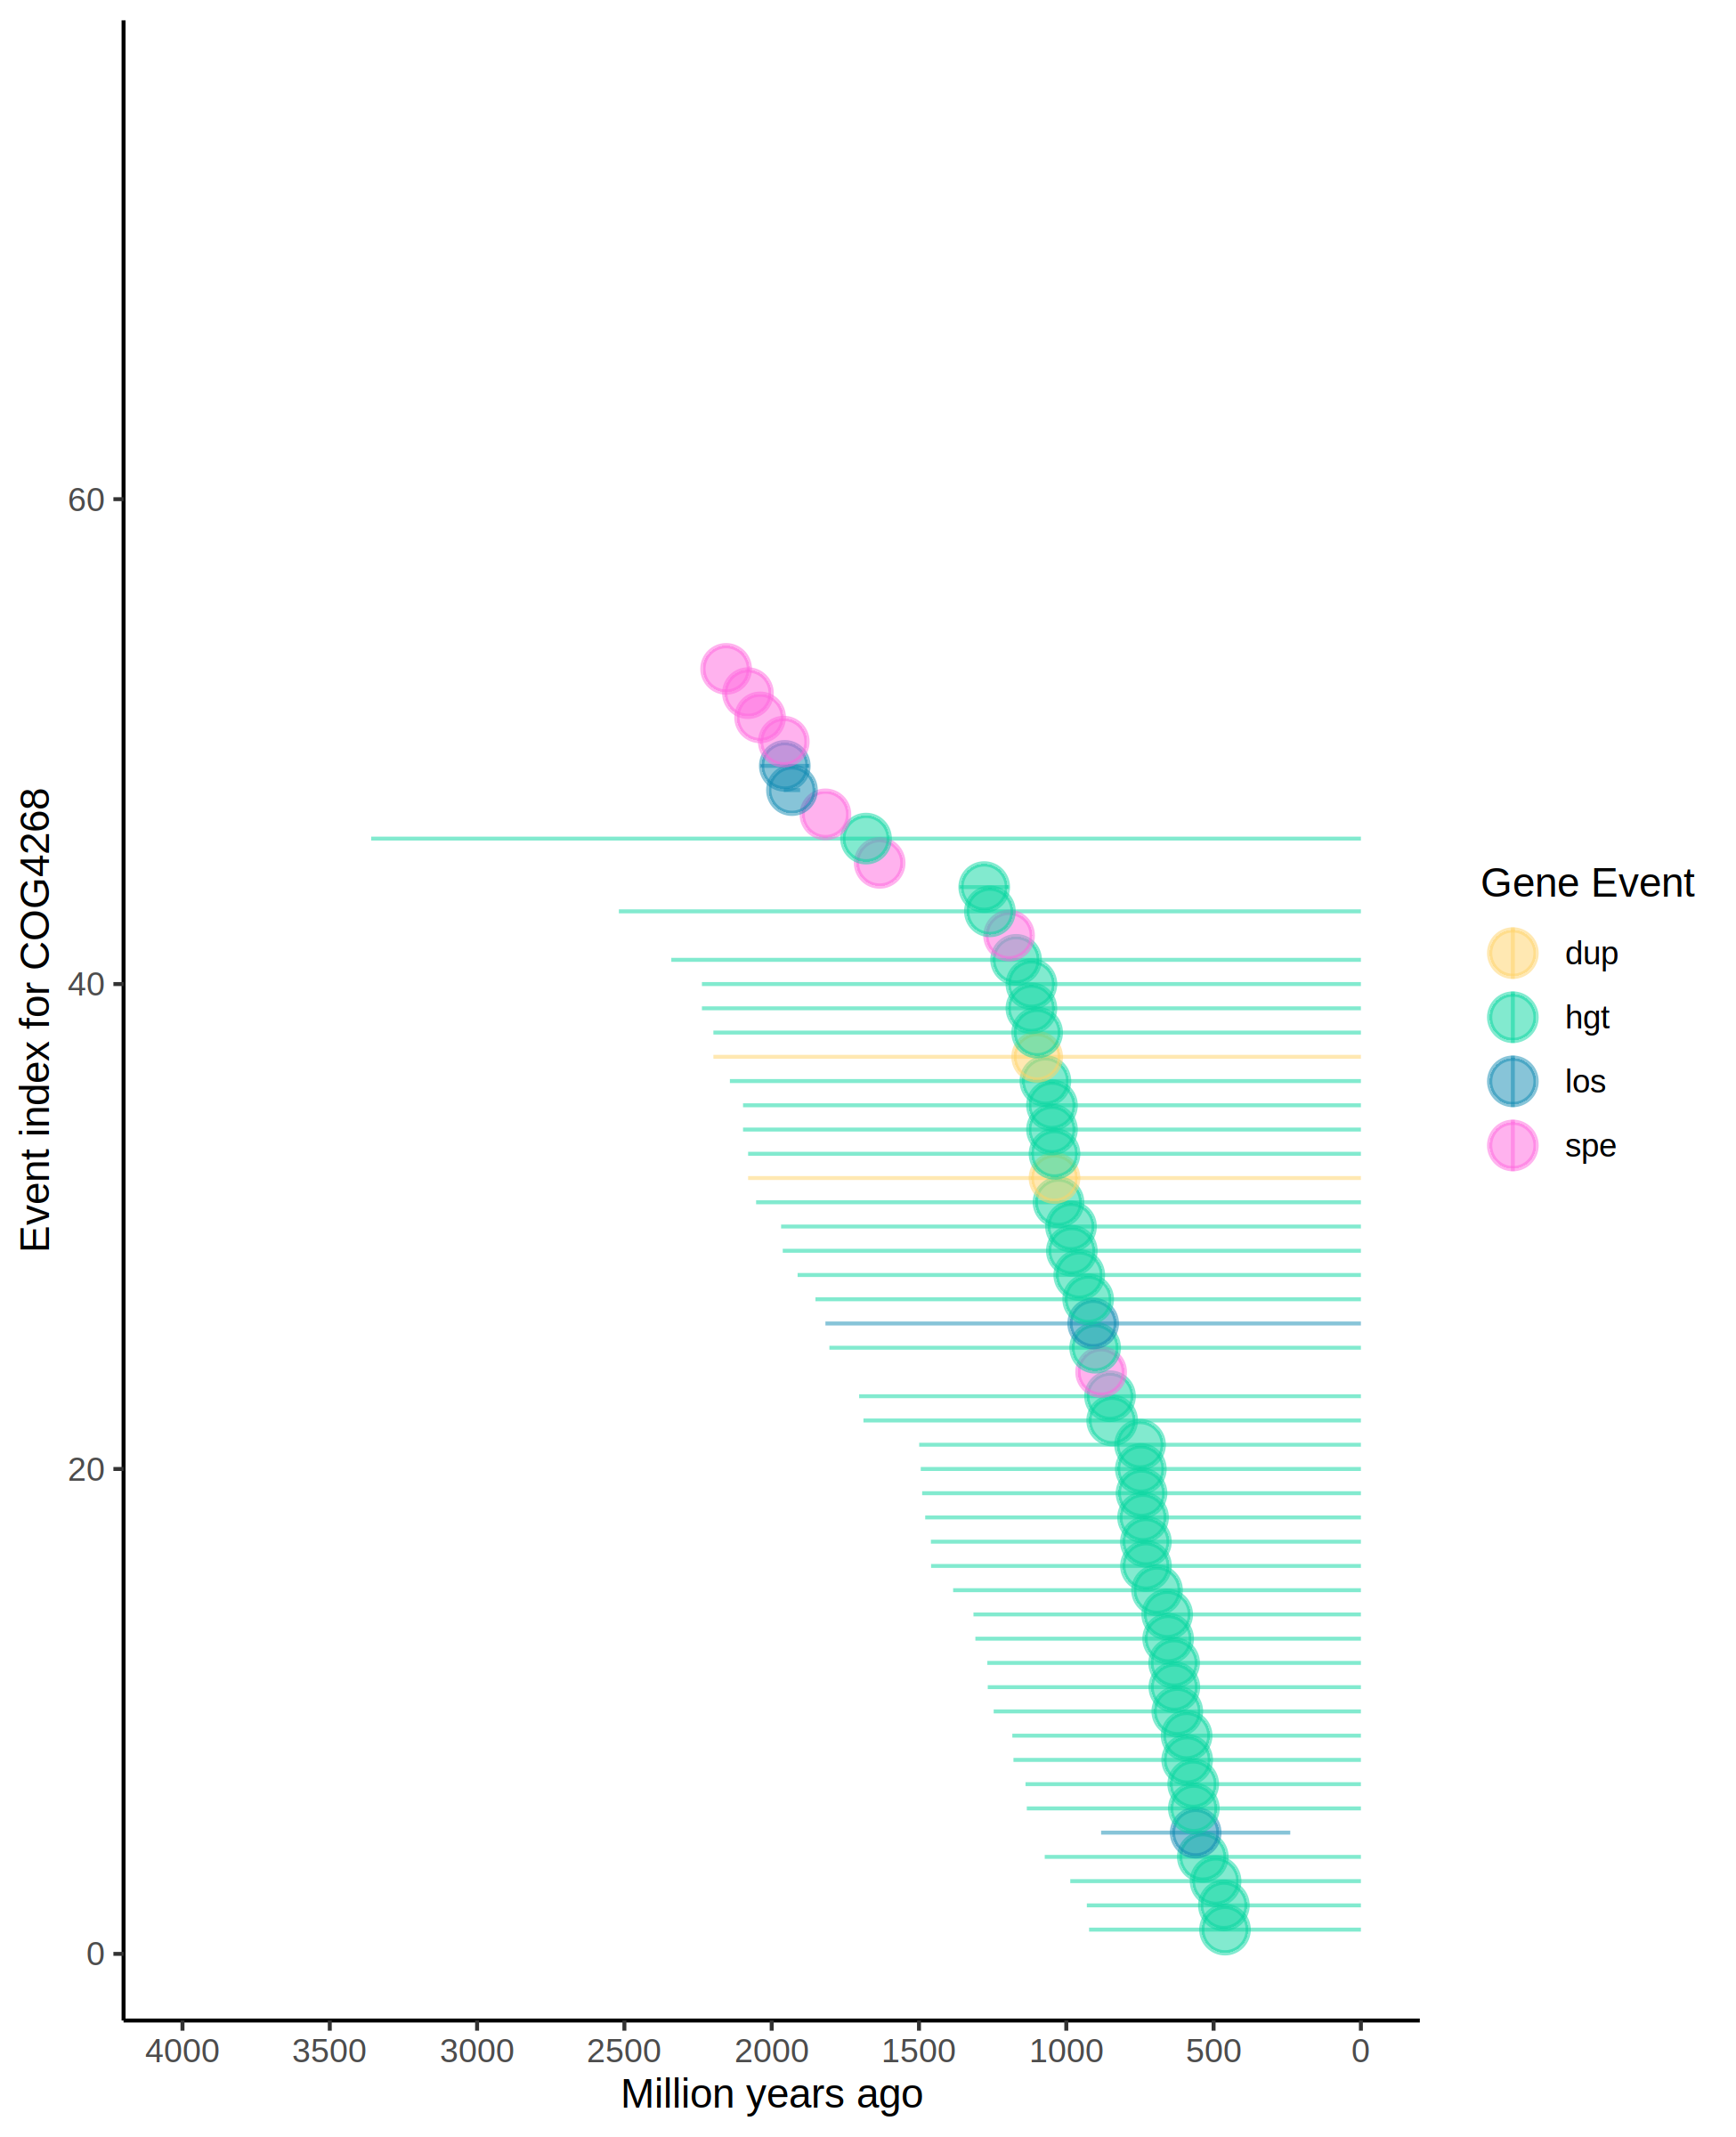 Event index for COG4268
60
40
20
0
4000 3500 3000 2500 2000 1500 1000 500 0
Million years ago
Gene Event
dup
hgt
los
spe